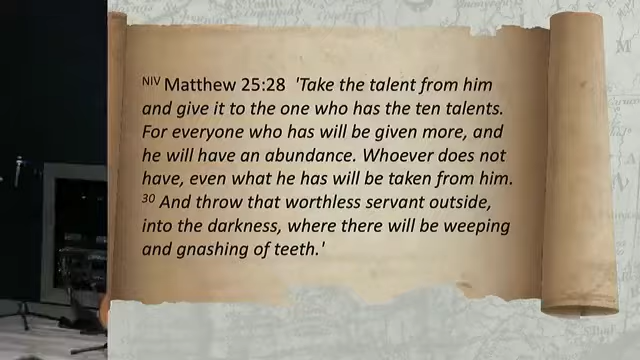 NIV Matthew 25:28 'Take the talent from him
and give it to the one who has the ten talents.
For everyone who has will be given more, and
he will have an abundance. Whoever does not
have, even what he has will be taken from him.
30 And throw that worthless servant outside,
into the darkness, where there will be weeping
and gnashing of teeth.'